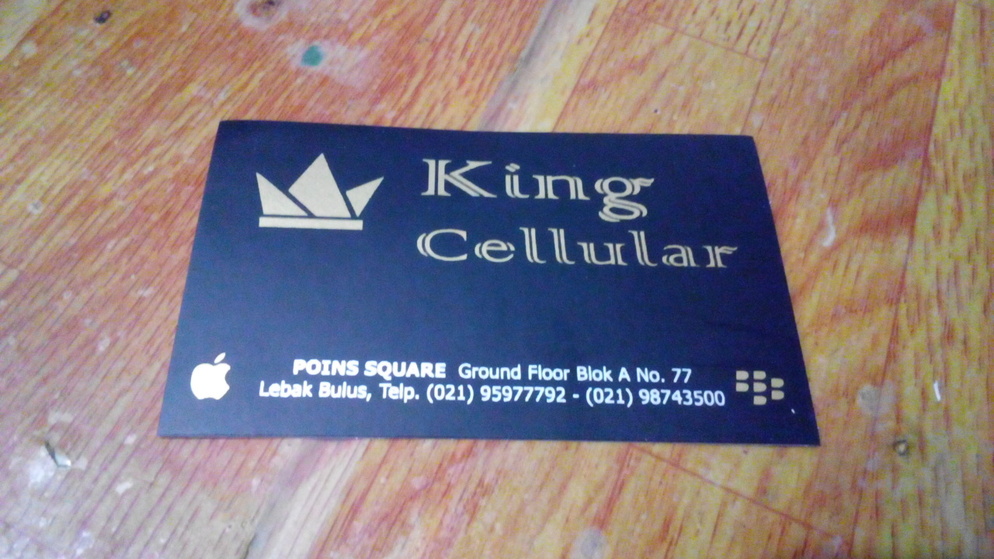 King
Cellular
POINS SQUARE Ground Floor Blok A No. 77
Lebak Bulus, Telp. (021) 95977792 - (021) 98743500